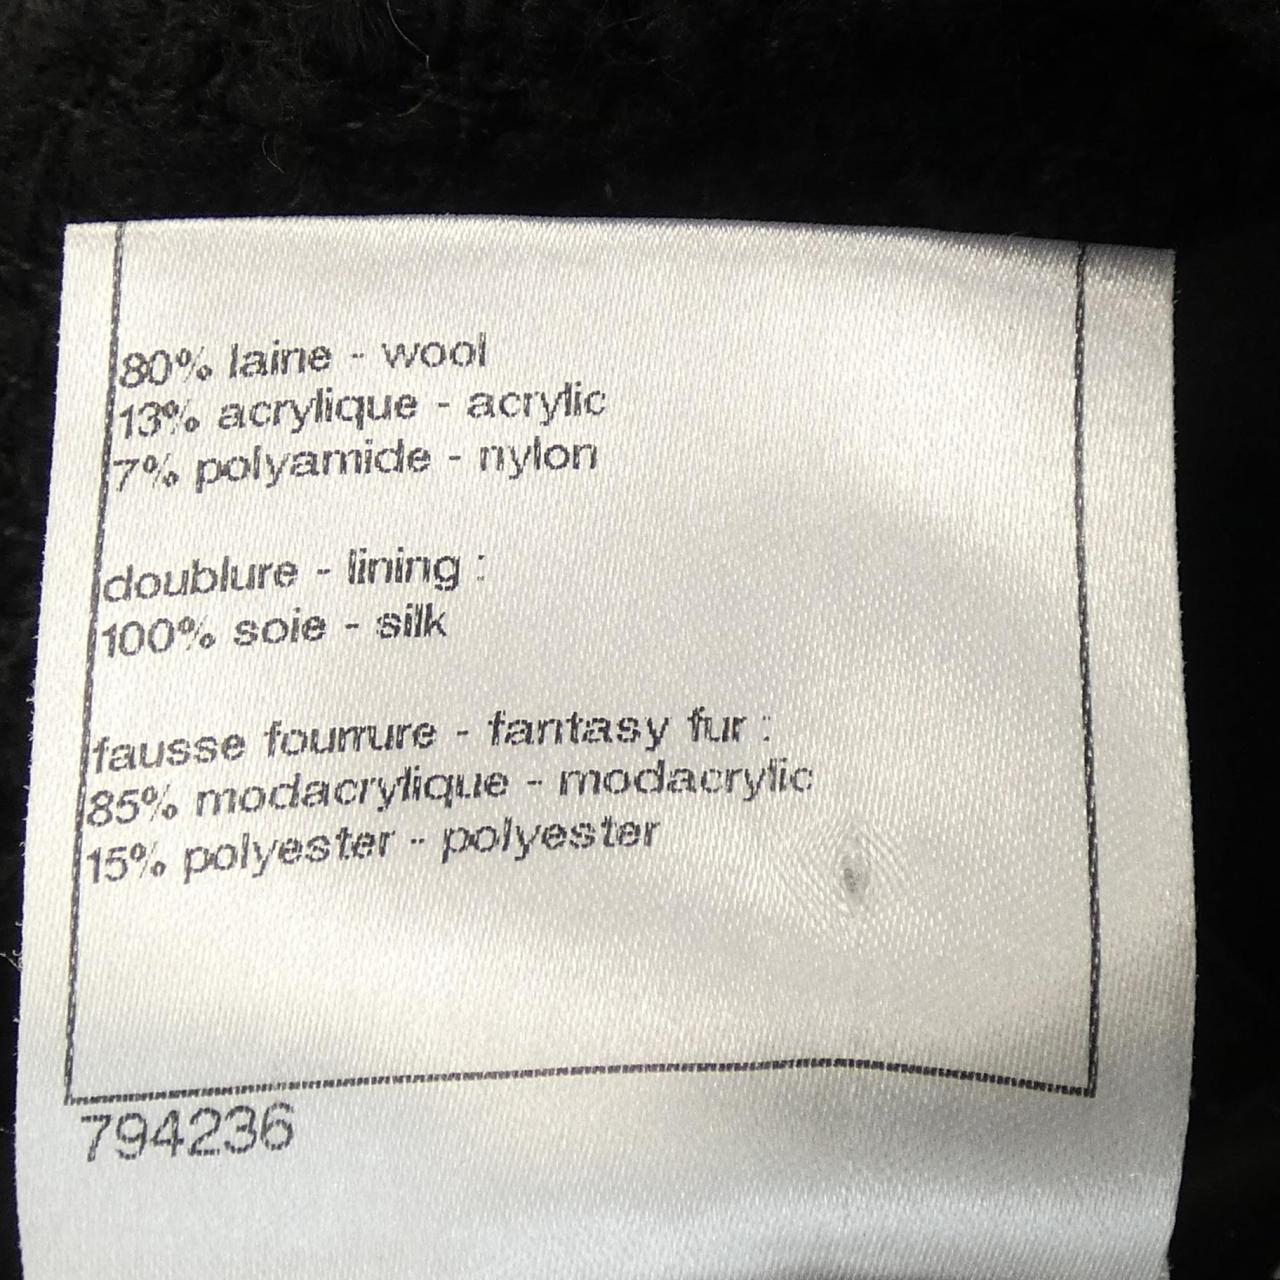 80% laine - wool
13% acrylique - acrylic
7% polyamide - nylon
doublure - lining :
100% soie - silk
fausse fourrure - fantasy fur :
85% modacrylique - modacrylic
15% polyester - polyester
794236